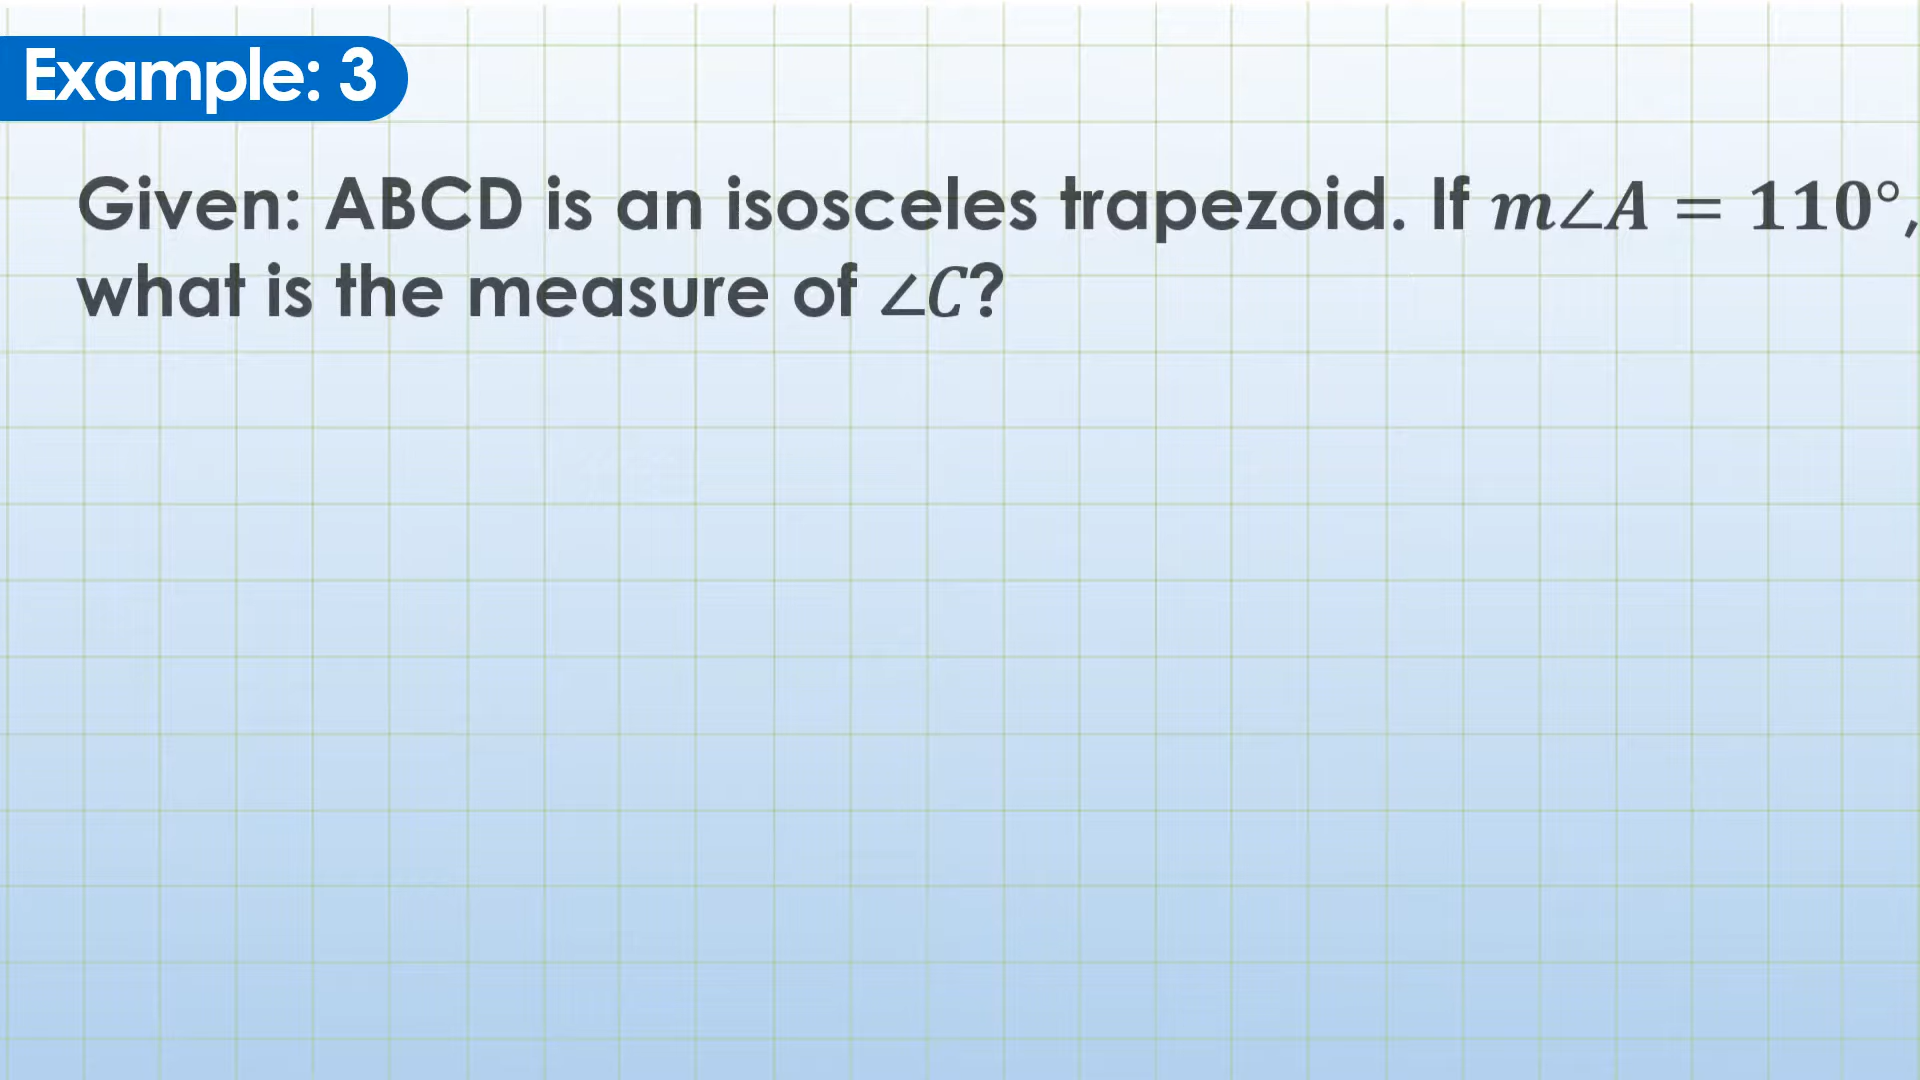 Example: 3
Given: ABCD is an isosceles trapezoid. If m∠A = 110°,
what is the measure of ∠C?